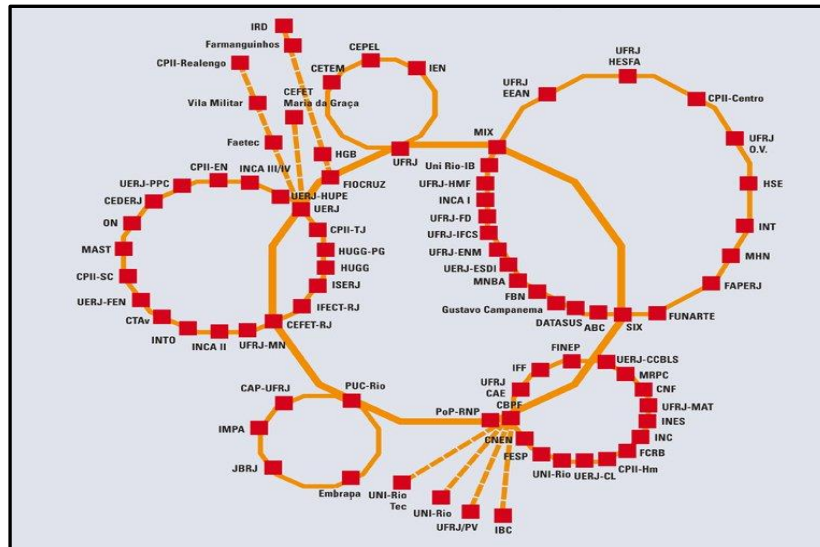 IRD
Farmanguinhos
CPII-Realengo
CEFET
Maria da Graça
Vila Militar
Faetec
HGB
FIOCRUZ
CEPEL
CETEM
IEN
UFRJ
MIX
UFRJ
EEAN
UFRJ
HESFA
CPII-Centro
UFRJ
O.V.
HSE
INT
MHN
FAPERJ
FUNARTE
SIX
Uni Rio-IB
UFRJ-HMF
INCA I
UFRJ-FD
UFRJ-IFCS
UFRJ-ENM
UERJ-ESDI
MNBA
FBN
Gustavo Campanema
DATASUS
ABC
CPII-EN
INCA III/IV
UERJ-PPC
CEDERJ
ON
MAST
CPII-SC
UERJ-FEN
CTAv
INTO
INCA II
UFRJ-MN
CEFET-RJ
UERJ-HUPE
UERJ
CPII-TJ
HUGG-PG
HUGG
ISERJ
IFECT-RJ
CAP-UFRJ
PUC-Rio
IMPA
JBRJ
Embrapa
FINEP
UERJ-CCBLS
IFF
MRPC
UFRJ
CAE
CNF
CBPF
UFRJ-MAT
PoP-RNP
INES
CNEN
INC
FESP
FCRB
UNI-Rio
CPII-Hm
UERJ-CL
UNI-Rio
Tec
UNI-Rio
UFRJ/PV
IBC